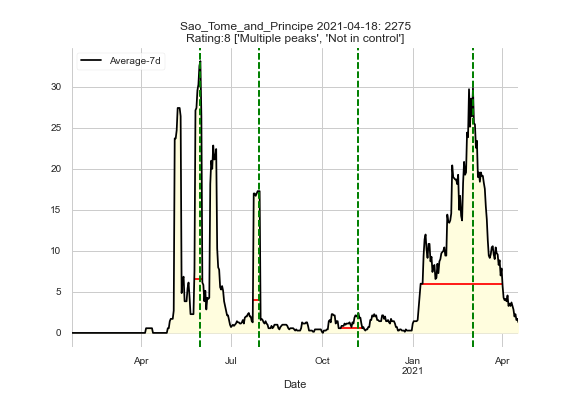 Sao_Tome_and_Principe 2021-04-18: 2275
Rating:8 ['Multiple peaks', 'Not in control']
Average-7d
30
25
20
15
10
5
0
Apr
Jul
Oct
Jan
2021
Apr
Date